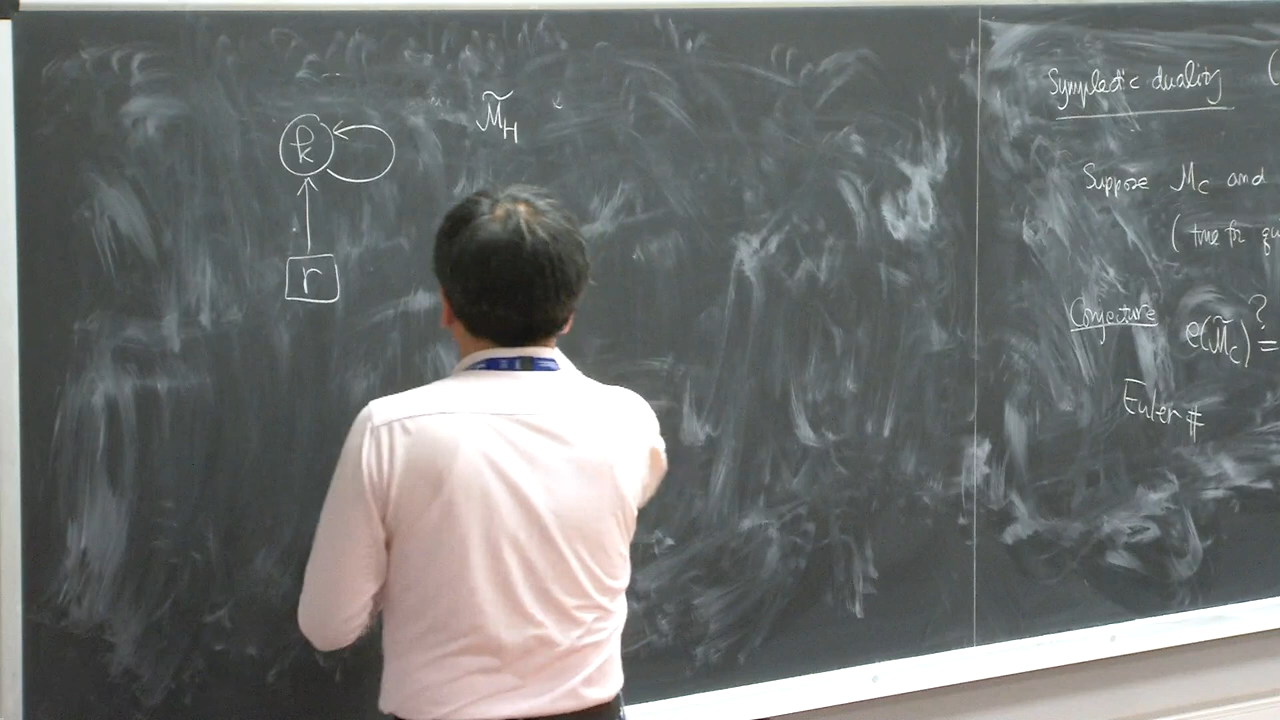 k
r
M̃_H
Symplectic duality (
Suppose M_C and
( true for qu
Conjecture e(M̃_C) ?=
Euler #